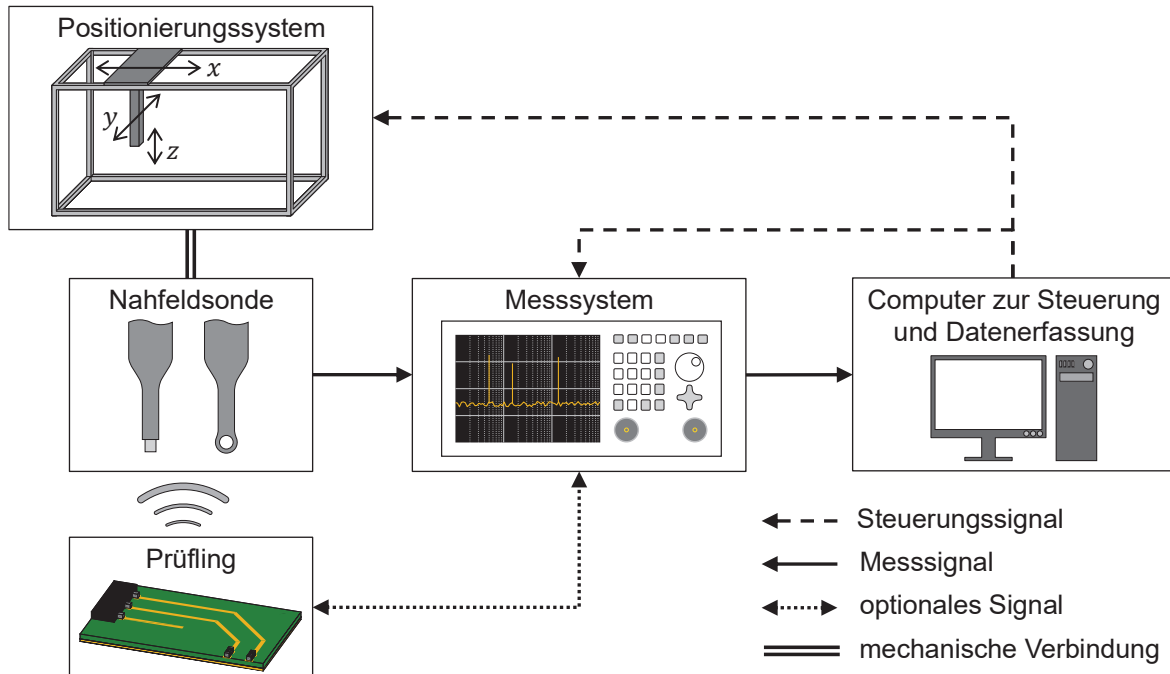 Positionierungssystem
x
y
z
Nahfeldsonde
Messsystem
Computer zur Steuerung
und Datenerfassung
Prüfling
Steuerungssignal
Messsignal
optionales Signal
mechanische Verbindung